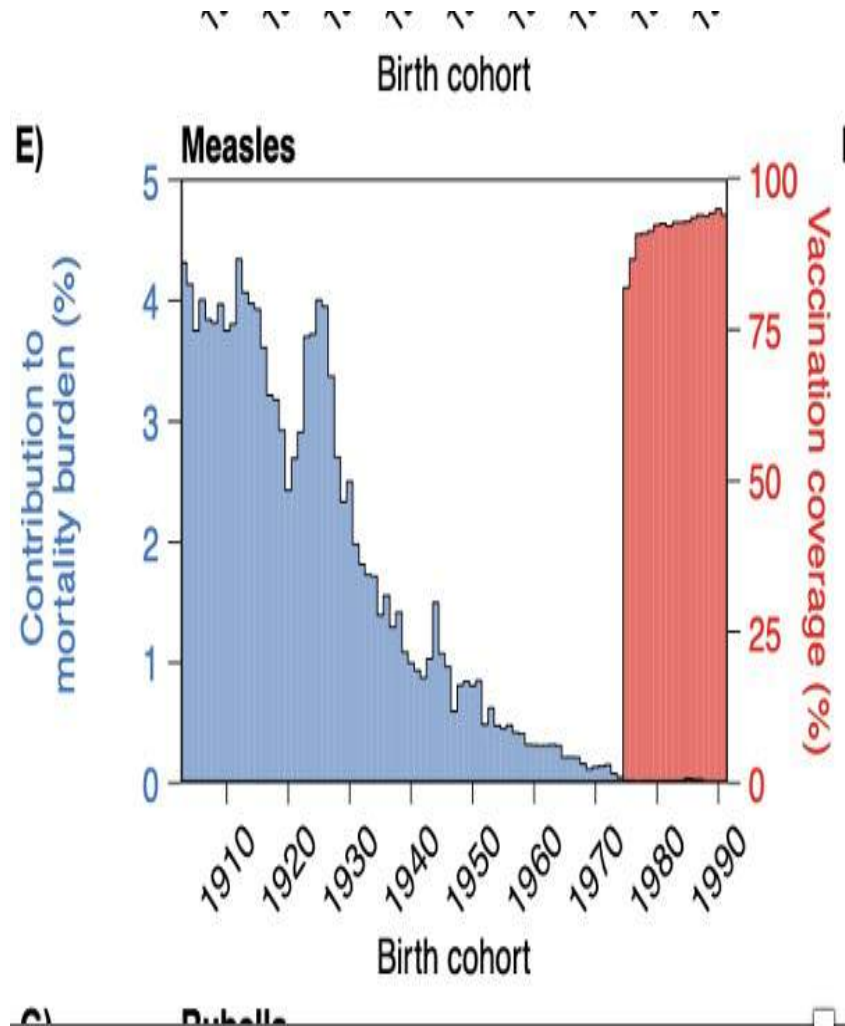 Birth cohort
E)
Measles
5
4
3
2
1
0
Contribution to
mortality burden (%)
100
75
50
25
0
Vaccination coverage (%)
1910 1920 1930 1940 1950 1960 1970 1980 1990
Birth cohort
G) Rubella